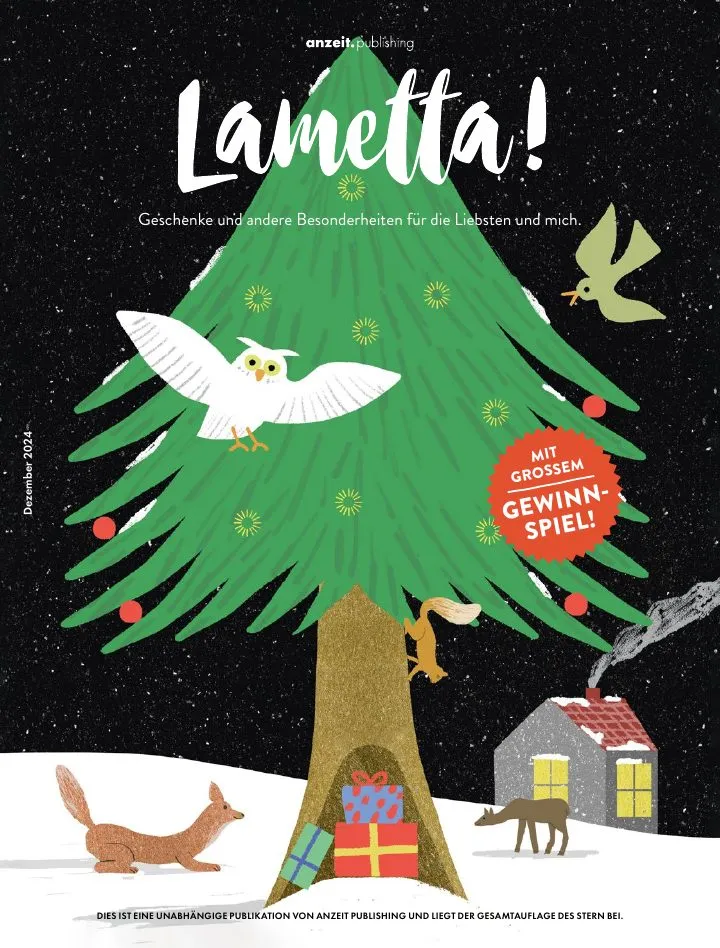 anzeit.publishing
Lametta!
Geschenke und andere Besonderheiten für die Liebsten und mich.
MIT
GROSSEM
GEWINN-
SPIEL!
Dezember 2024
DIES IST EINE UNABHÄNGIGE PUBLIKATION VON ANZEIT PUBLISHING UND LIEGT DER GESAMTAUFLAGE DES STERN BEI.